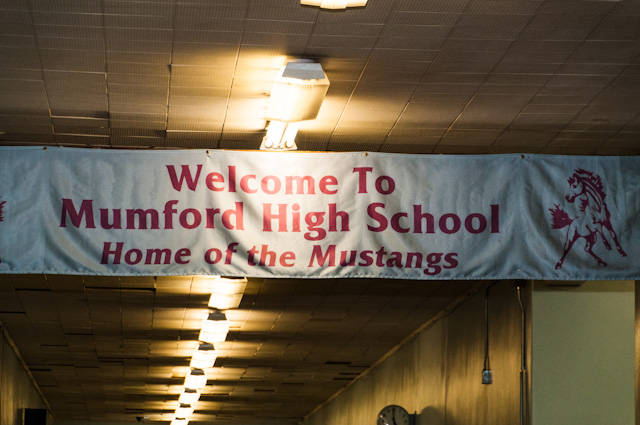 Welcome To
Mumford High School
Home of the Mustangs